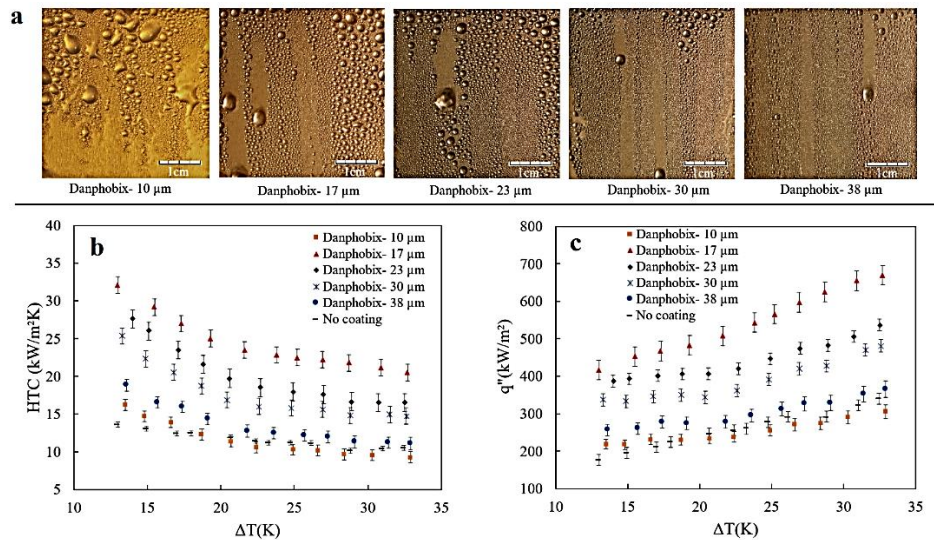 a
1cm
1cm
1cm
1cm
1cm
Danphobix- 10 µm
Danphobix- 17 µm
Danphobix- 23 µm
Danphobix- 30 µm
Danphobix- 38 µm
b
Danphobix- 10 µm
Danphobix- 17 µm
Danphobix- 23 µm
Danphobix- 30 µm
Danphobix- 38 µm
No coating
HTC (kW/m²K)
40
35
30
25
20
15
10
5
10
15
20
25
30
35
ΔT(K)
c
Danphobix- 10 µm
Danphobix- 17 µm
Danphobix- 23 µm
Danphobix- 30 µm
Danphobix- 38 µm
No coating
q"(kW/m²)
800
700
600
500
400
300
200
100
10
15
20
25
30
35
ΔT(K)